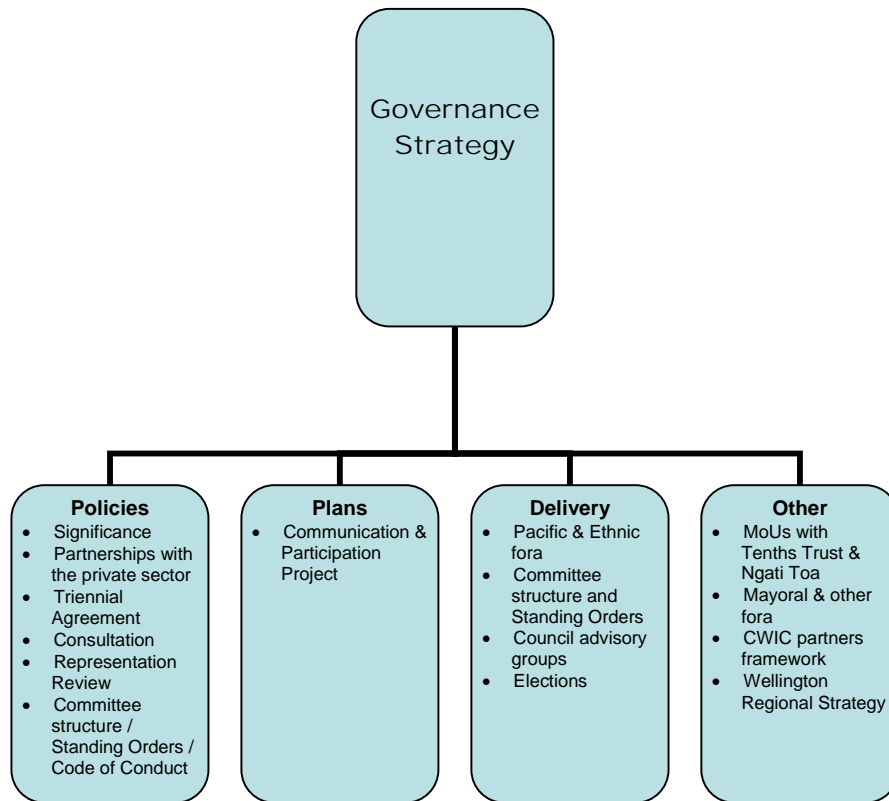 Governance
Strategy
Policies
• Significance
• Partnerships with
the private sector
• Triennial
Agreement
• Consultation
• Representation
Review
• Committee
structure /
Standing Orders /
Code of Conduct
Plans
• Communication &
Participation
Project
Delivery
• Pacific & Ethnic
fora
• Committee
structure and
Standing Orders
• Council advisory
groups
• Elections
Other
• MoUs with
Tenths Trust &
Ngati Toa
• Mayoral & other
fora
• CWIC partners
framework
• Wellington
Regional Strategy